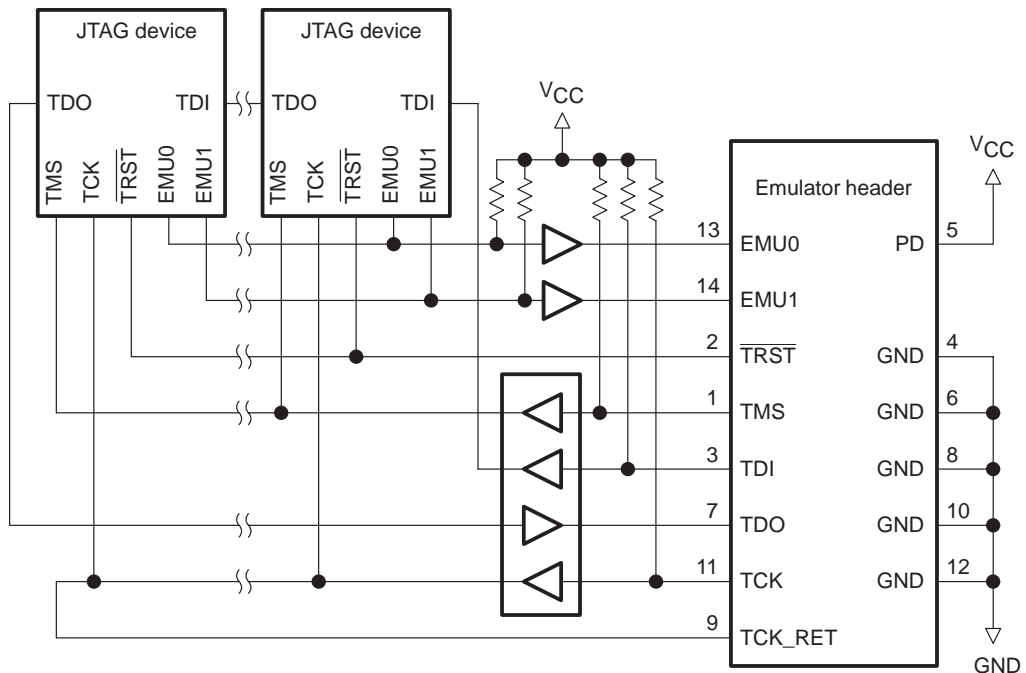 JTAG device
JTAG device
TDO
TDI
TDO
TDI
TMS
TCK
TRST
EMU0
EMU1
TMS
TCK
TRST
EMU0
EMU1
VCC
VCC
Emulator header
13
EMU0
PD
5
14
EMU1
2
TRST
GND
4
1
TMS
GND
6
3
TDI
GND
8
7
TDO
GND
10
11
TCK
GND
12
9
TCK_RET
GND